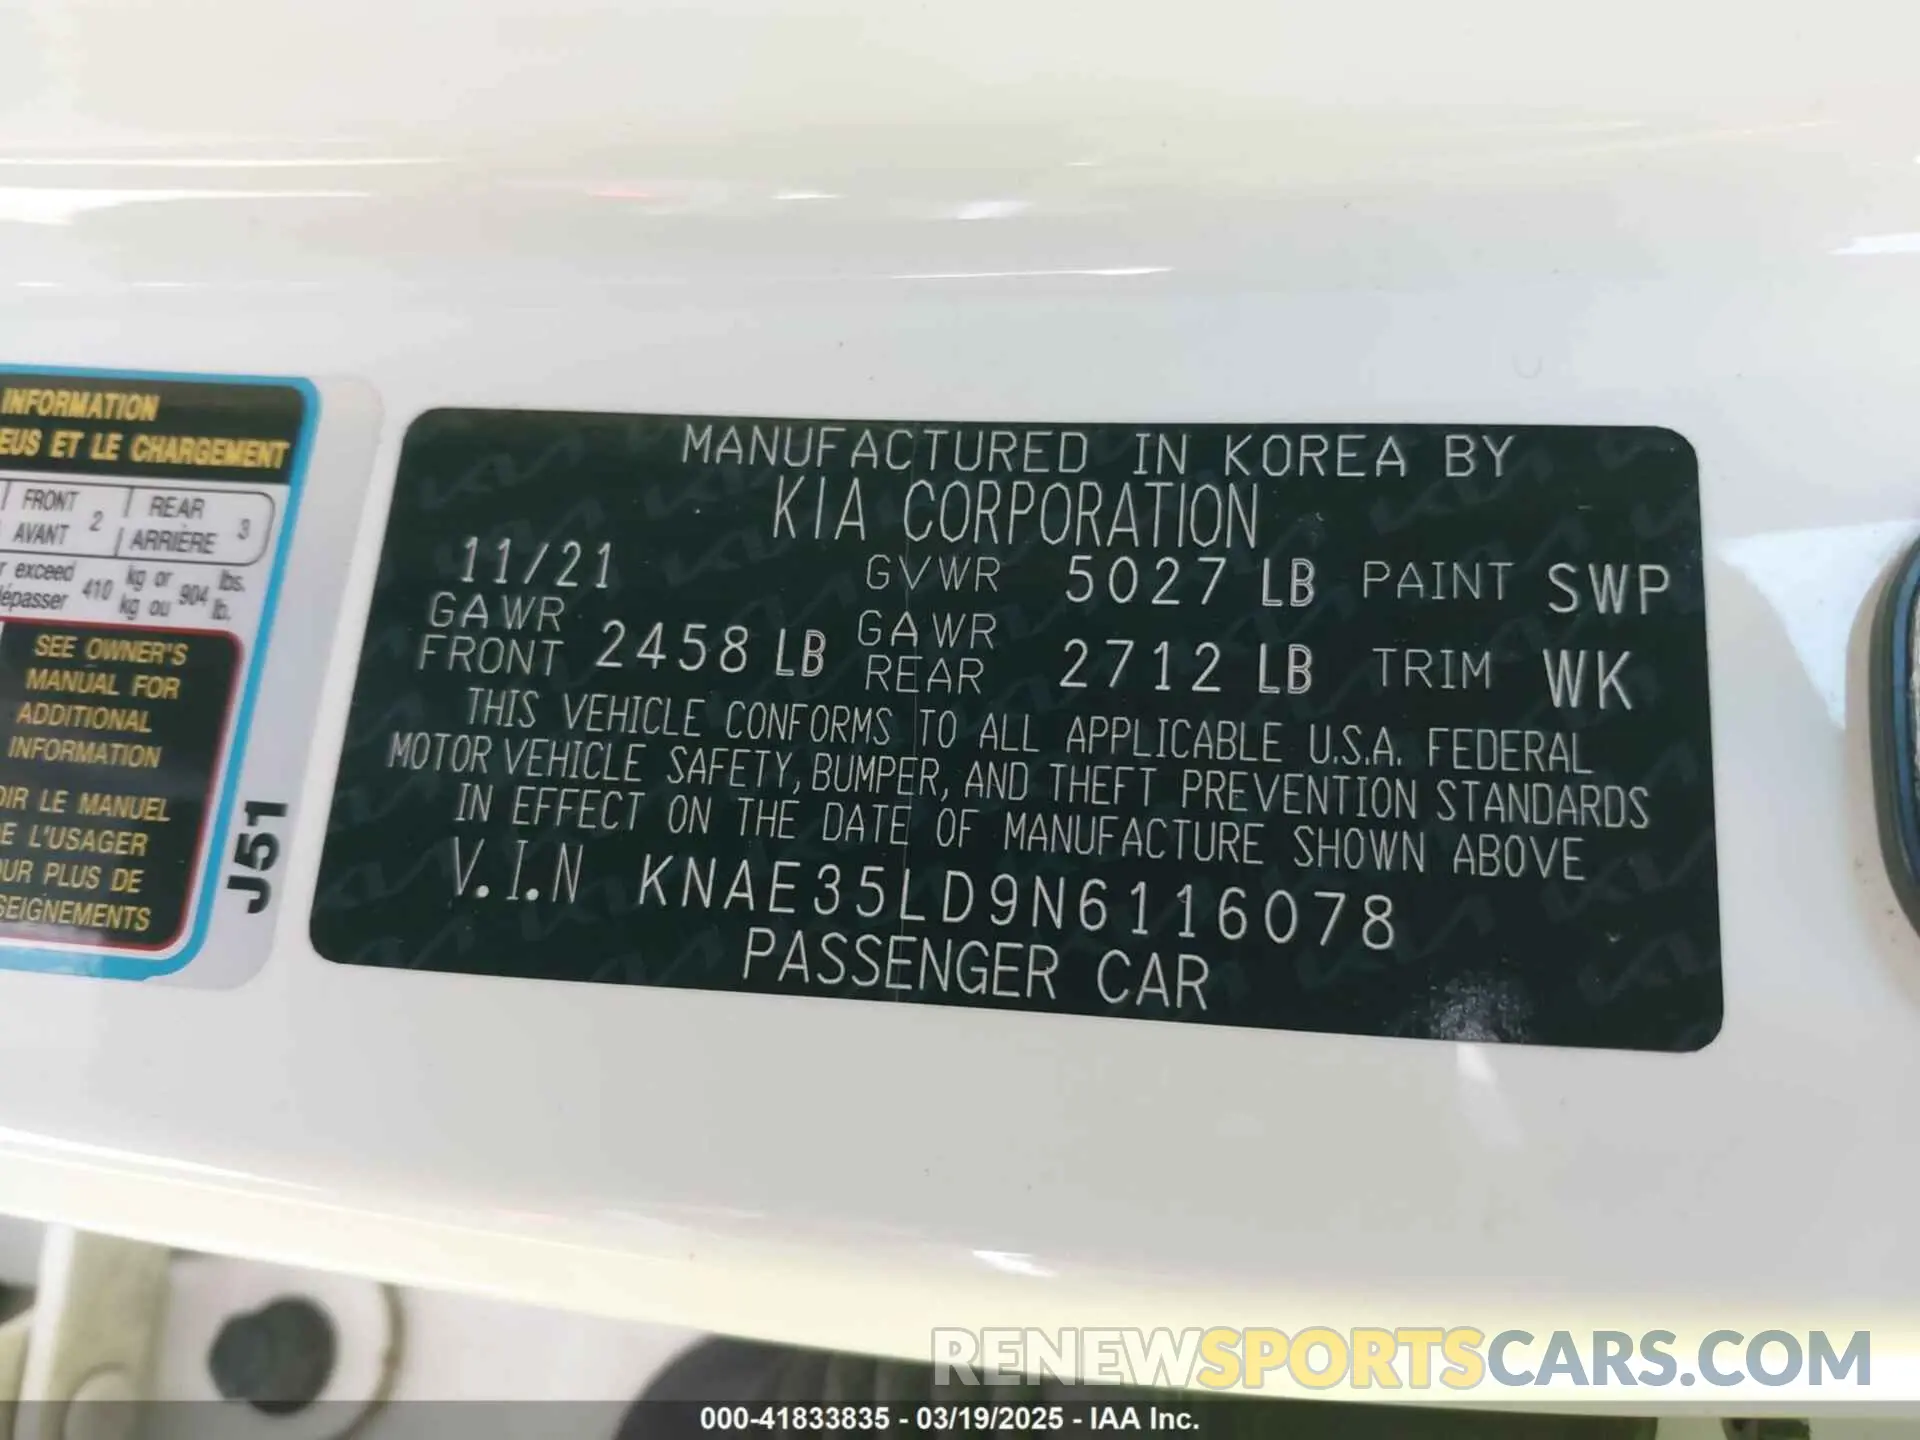 INFORMATION
EUS ET LE CHARGEMENT
FRONT
AVANT 2
REAR
ARRIÈRE 3
r exceed
épasser 410 kg or
kg ou 904 lbs.
lb.
SEE OWNER'S
MANUAL FOR
ADDITIONAL
INFORMATION
OIR LE MANUEL
E L'USAGER
UR PLUS DE
SEIGNEMENTS
J51
MANUFACTURED IN KOREA BY
KIA CORPORATION
11/21 GVWR 5027 LB PAINT SWP
GAWR
FRONT 2458 LB GAWR
REAR 2712 LB TRIM WK
THIS VEHICLE CONFORMS TO ALL APPLICABLE U.S.A. FEDERAL
MOTOR VEHICLE SAFETY, BUMPER, AND THEFT PREVENTION STANDARDS
IN EFFECT ON THE DATE OF MANUFACTURE SHOWN ABOVE
V.I.N KNAE35LD9N6116078
PASSENGER CAR
RENEWSPORTSCARS.COM
000-41833835 - 03/19/2025 - IAA Inc.